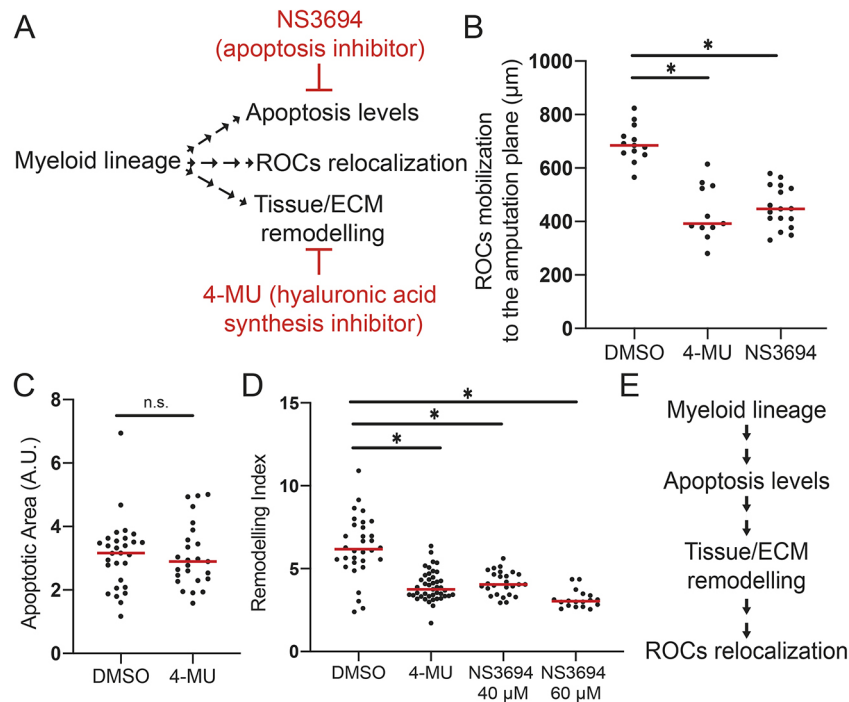 A
NS3694
(apoptosis inhibitor)
Apoptosis levels
Myeloid lineage
ROCs relocalization
Tissue/ECM
remodelling
4-MU (hyaluronic acid
synthesis inhibitor)
B
ROCs mobilization
to the amputation plane (µm)
1000
800
600
400
200
0
*
*
DMSO
4-MU
NS3694
C
Apoptotic Area (A.U.)
8
6
4
2
0
n.s.
DMSO
4-MU
D
Remodelling Index
15
10
5
0
*
*
*
DMSO
4-MU
NS3694
40 µM
NS3694
60 µM
E
Myeloid lineage
Apoptosis levels
Tissue/ECM
remodelling
ROCs relocalization